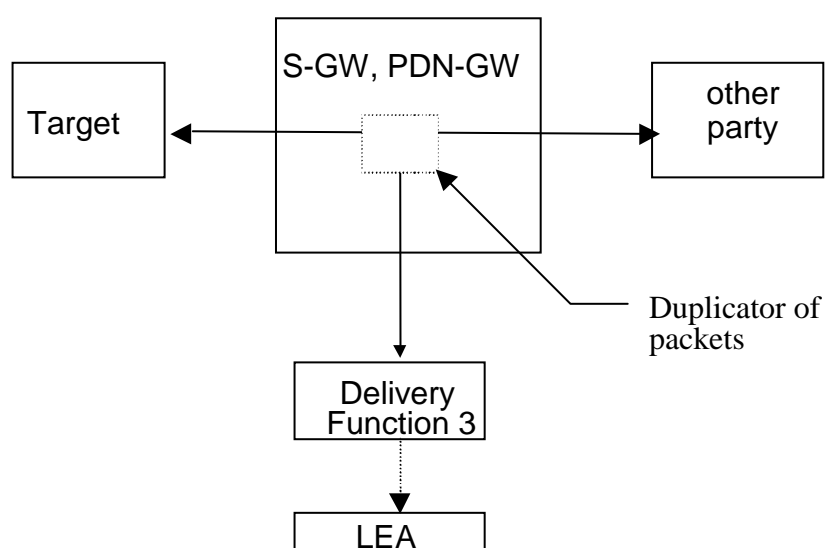 S-GW, PDN-GW
Target
other
party
Duplicator of
packets
Delivery
Function 3
LEA